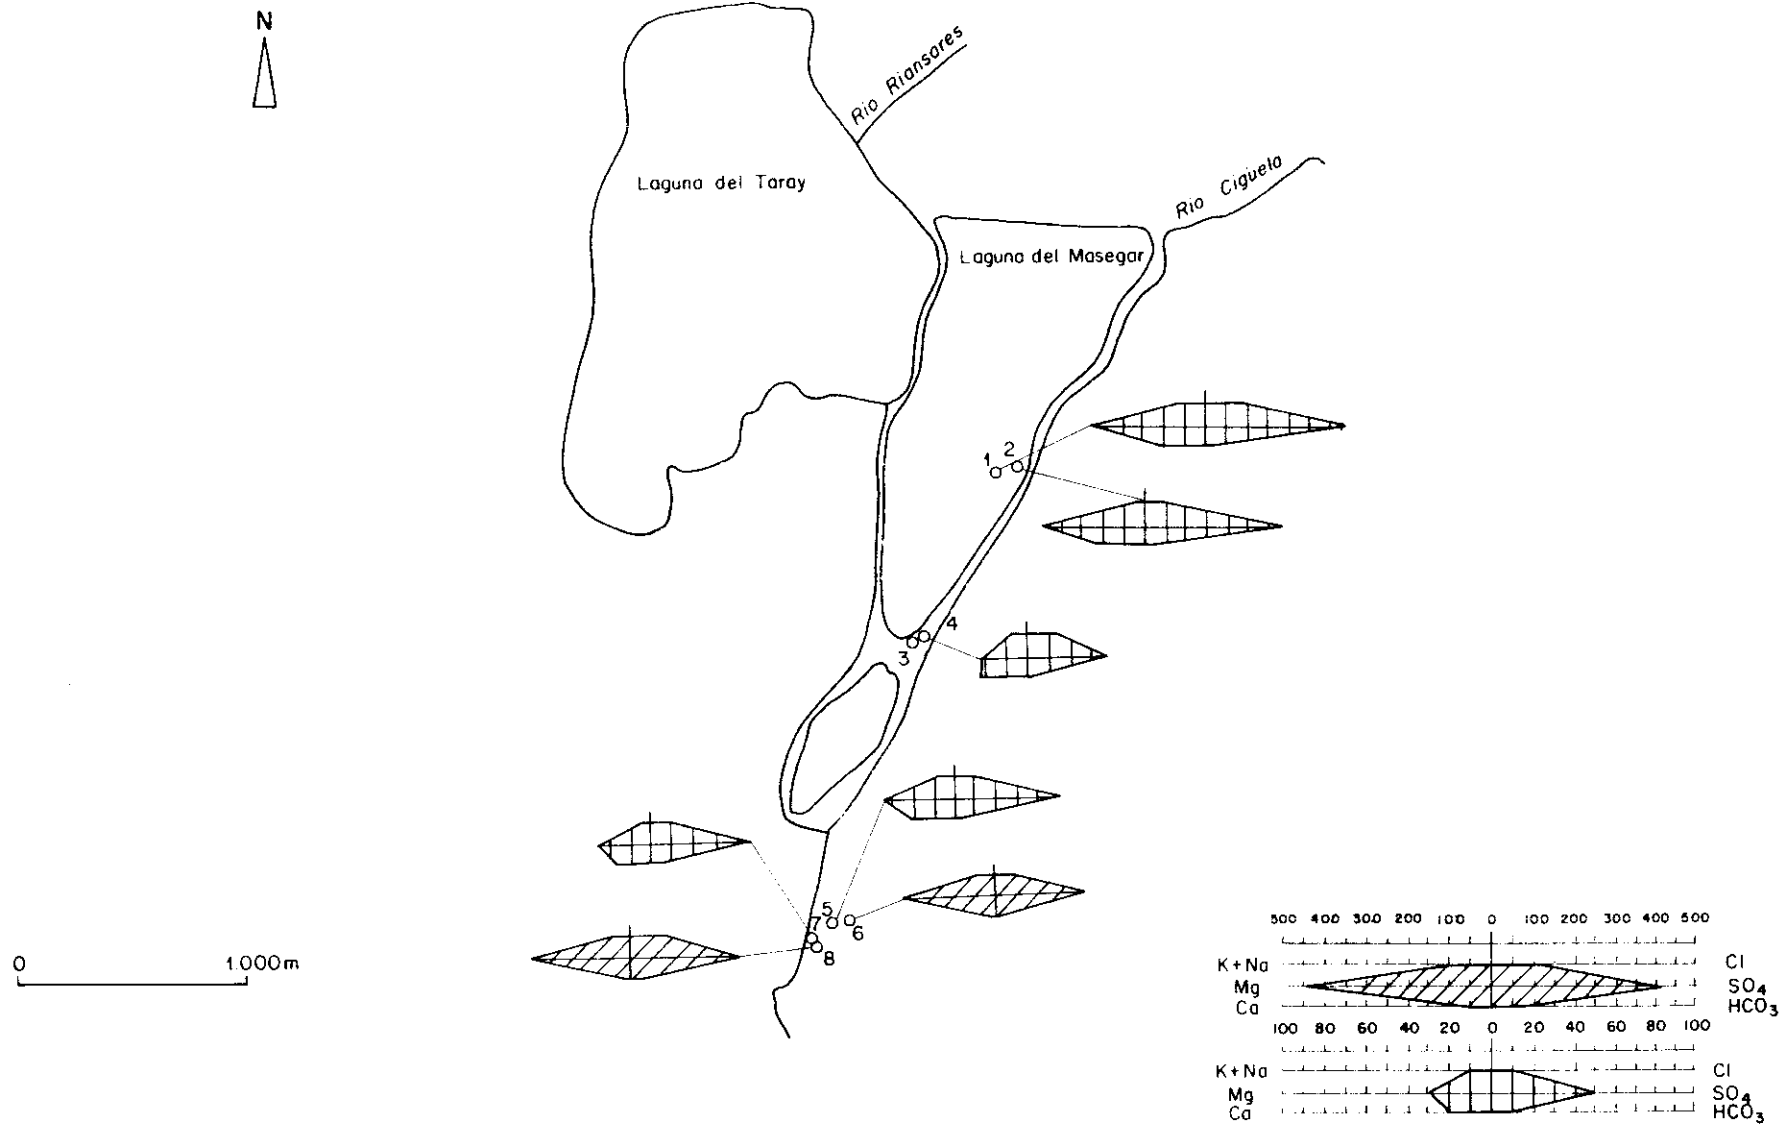 N
Rio Riansares
Laguna del Taray
Rio Ciguela
Laguna del Masegar
1 2
3 4
5 6
7 8
0 1.000 m
500 400 300 200 100 0 100 200 300 400 500
K+Na Cl
Mg SO4
Ca HCO3
100 80 60 40 20 0 20 40 60 80 100
K+Na Cl
Mg SO4
Ca HCO3